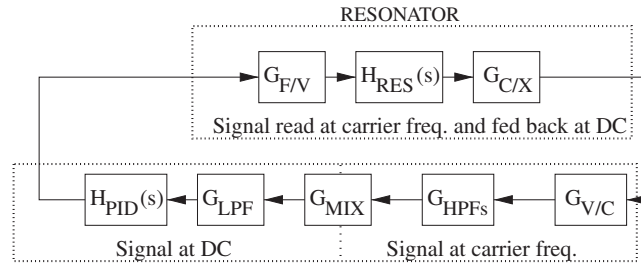 RESONATOR
G_F/V H_RES(s) G_C/X
Signal read at carrier freq. and fed back at DC
H_PID(s) G_LPF G_MIX G_HPFs G_V/C
Signal at DC Signal at carrier freq.